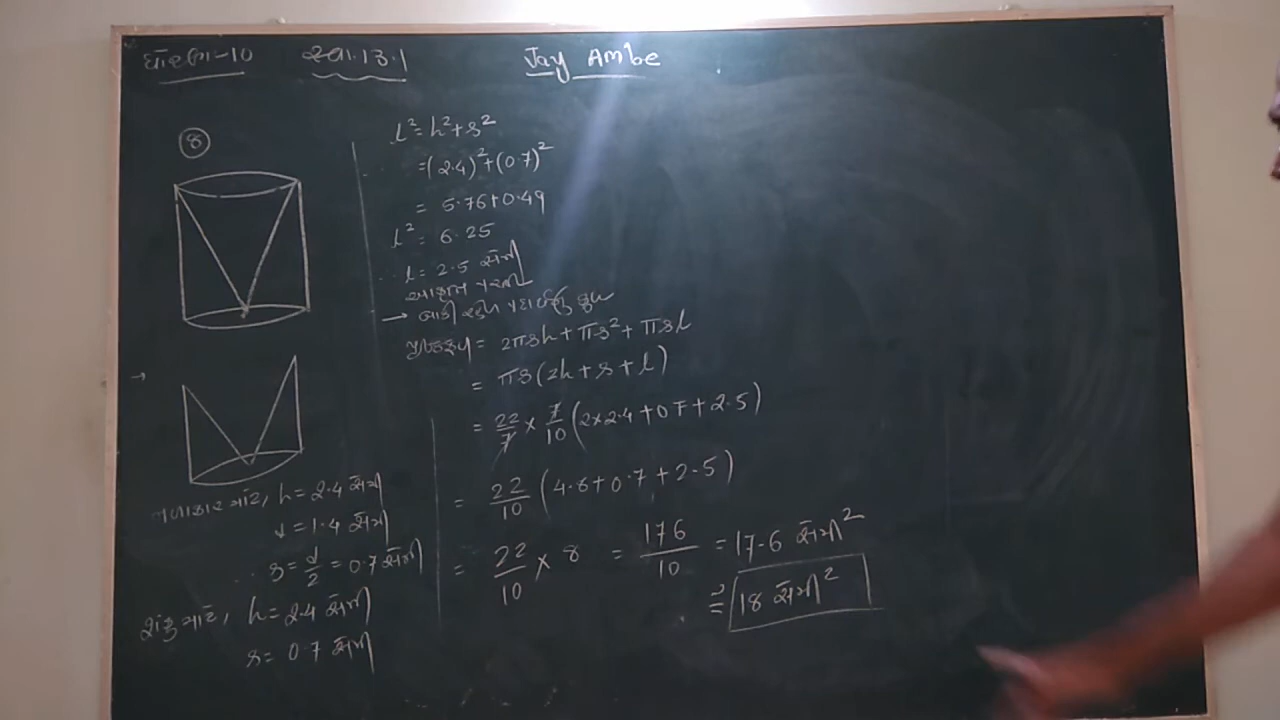 ધોરણ-10 સ્વા.13.1 Jay Ambe
⑧
l² = h² + r²
= (2.4)² + (0.7)²
= 5.76 + 0.49
l² = 6.25
∴ l = 2.5 સેમી
→ બાકી રહેલ પદાર્થનું કુલ
પૃષ્ઠફળ = 2πrh + πr² + πrl
= πr(2h + r + l)
= 22/7 × 7/10 (2×2.4 + 0.7 + 2.5)
= 22/10 (4.8 + 0.7 + 2.5)
= 22/10 × 8 = 176/10 = 17.6 સેમી²
≈ 18 સેમી²
નળાકાર માટે, h = 2.4 સેમી
d = 1.4 સેમી
∴ r = d/2 = 0.7 સેમી
શંકુ માટે, h = 2.4 સેમી
r = 0.7 સેમી